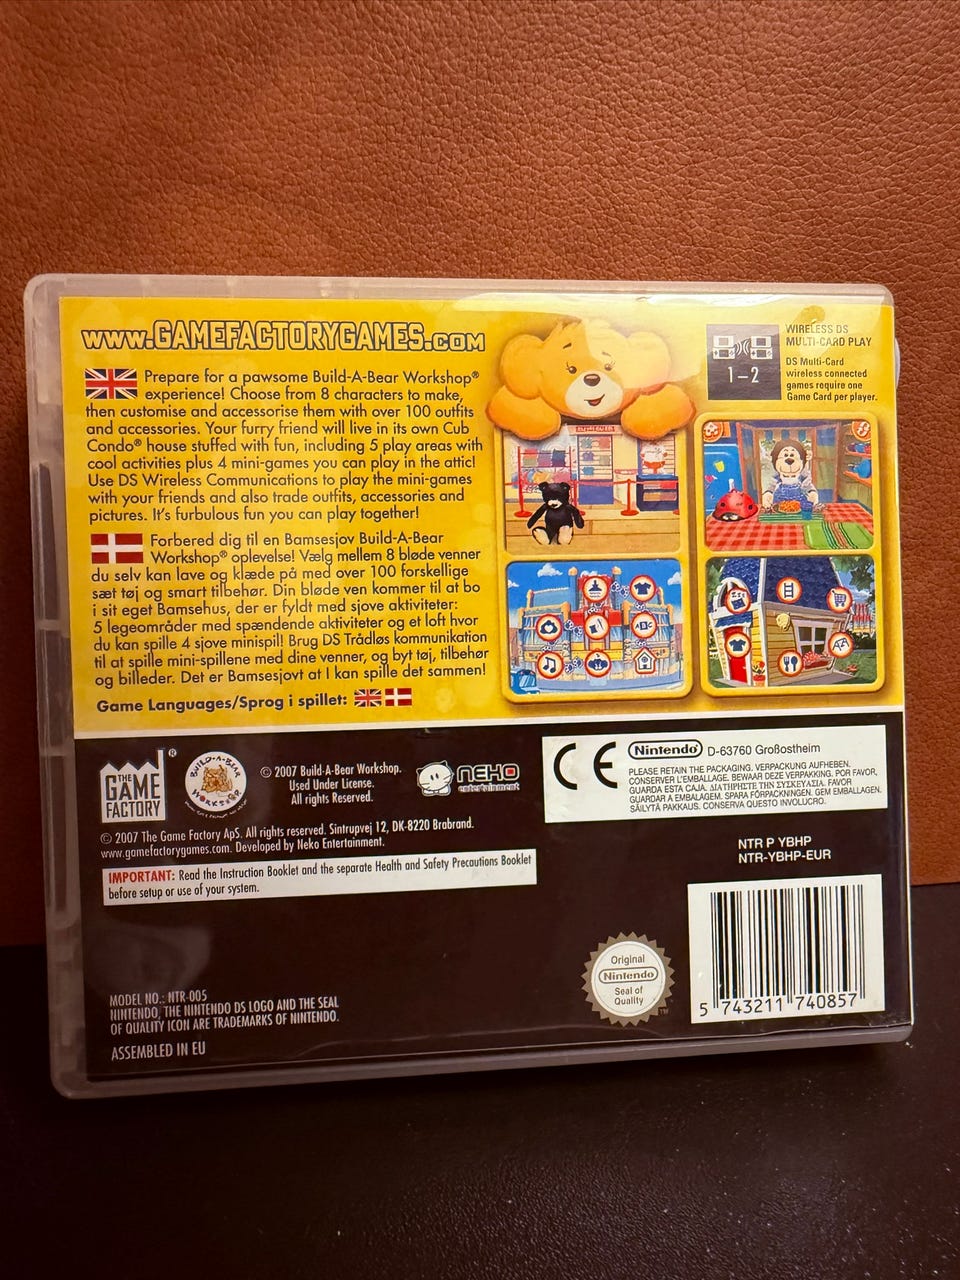 www.GAMEFACTORYGAMES.com
Prepare for a pawsome Build-A-Bear Workshop®
experience! Choose from 8 characters to make,
then customise and accessorise them with over 100 outfits
and accessories. Your furry friend will live in its own Cub
Condo® house stuffed with fun, including 5 play areas with
cool activities plus 4 mini-games you can play in the attic!
Use DS Wireless Communications to play the mini-games
with your friends and also trade outfits, accessories and
pictures. It's furbulous fun you can play together!
Forbered dig til en Bamsesjov Build-A-Bear
Workshop® oplevelse! Vælg mellem 8 bløde venner
du selv kan lave og klæde på med over 100 forskellige
sæt tøj og smart tilbehør. Din bløde ven kommer til at bo
i sit eget Bamsehus, der er fyldt med sjove aktiviteter:
5 legeområder med spændende aktiviteter og et loft hvor
du kan spille 4 sjove minispil! Brug DS Trådløs kommunikation
til at spille mini-spillene med dine venner, og byt tøj, tilbehør
og billeder. Det er Bamsesjovt at I kan spille det sammen!
Game Languages/Sprog i spillet:
1-2
WIRELESS DS
MULTI-CARD PLAY
DS Multi-Card
wireless connected
games require one
Game Card per player.
THE
GAME
FACTORY
®
BUILD-A-BEAR
WORKSHOP
© 2007 Build-A-Bear Workshop.
Used Under License.
All rights Reserved.
NEKO
entertainment
© 2007 The Game Factory ApS. All rights reserved. Sintrupvej 12, DK-8220 Brabrand.
www.gamefactorygames.com. Developed by Neko Entertainment.
IMPORTANT: Read the Instruction Booklet and the separate Health and Safety Precautions Booklet
before setup or use of your system.
CE
Nintendo® D-63760 Großostheim
PLEASE RETAIN THE PACKAGING. VERPACKUNG AUFHEBEN.
CONSERVER L'EMBALLAGE. BEWAAR DEZE VERPAKKING. POR FAVOR,
GUARDA ESTA CAJA. ΔΙΑΤΗΡΗΣΤΕ ΤΗΝ ΣΥΣΚΕΥΑΣΙΑ. FAVOR
GUARDAR A EMBALAGEM. SPARA FÖRPACKNINGEN. GEM EMBALLAGEN.
SÄILYTÄ PAKKAUS. CONSERVA QUESTO INVOLUCRO.
NTR P YBHP
NTR-YBHP-EUR
Original
Nintendo
Seal of
Quality
TM
5 743211 740857
MODEL NO.: NTR-005
NINTENDO, THE NINTENDO DS LOGO AND THE SEAL
OF QUALITY ICON ARE TRADEMARKS OF NINTENDO.
ASSEMBLED IN EU